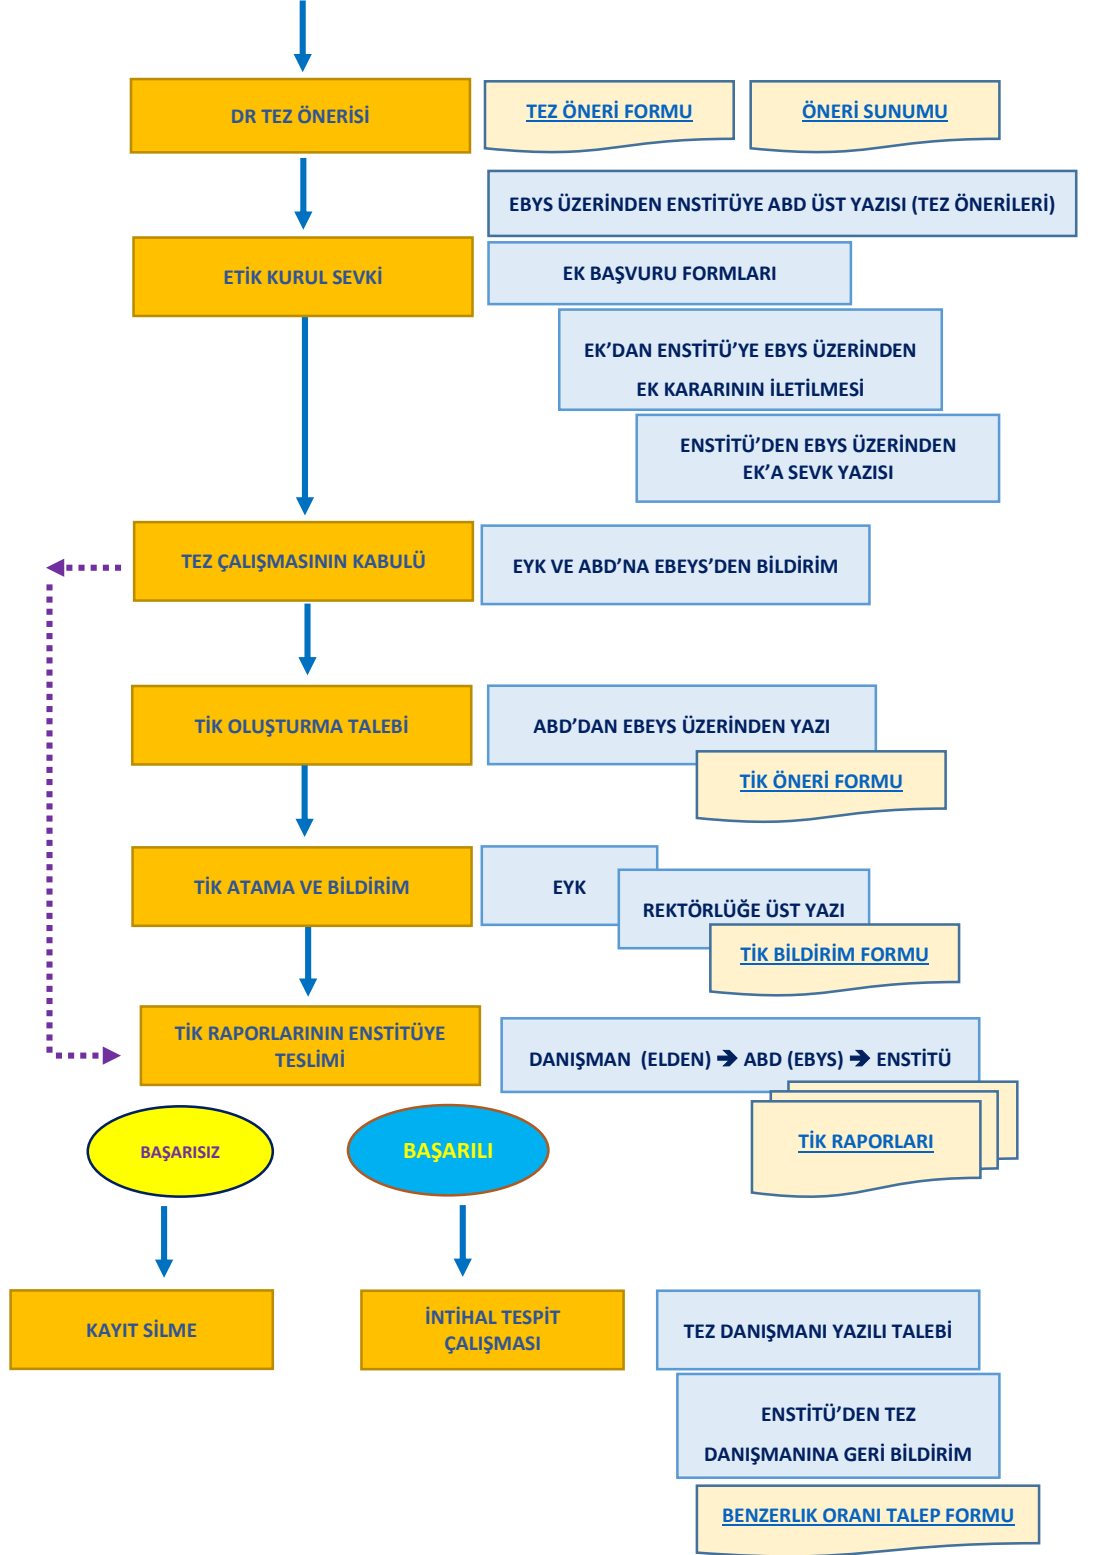 DR TEZ ÖNERİSİ
TEZ ÖNERİ FORMU
ÖNERİ SUNUMU
EBYS ÜZERİNDEN ENSTİTÜYE ABD ÜST YAZISI (TEZ ÖNERİLERİ)
ETİK KURUL SEVKİ
EK BAŞVURU FORMLARI
EK’DAN ENSTİTÜ’YE EBYS ÜZERİNDEN
EK KARARININ İLETİLMESİ
ENSTİTÜ’DEN EBYS ÜZERİNDEN
EK’A SEVK YAZISI
TEZ ÇALIŞMASININ KABULÜ
EYK VE ABD’NA EBEYS’DEN BİLDİRİM
TİK OLUŞTURMA TALEBİ
ABD’DAN EBEYS ÜZERİNDEN YAZI
TİK ÖNERİ FORMU
TİK ATAMA VE BİLDİRİM
EYK
REKTÖRLÜĞE ÜST YAZI
TİK BİLDİRİM FORMU
TİK RAPORLARININ ENSTİTÜYE
TESLİMİ
DANIŞMAN (ELDEN) ➔ ABD (EBYS) ➔ ENSTİTÜ
TİK RAPORLARI
BAŞARISIZ
BAŞARILI
KAYIT SİLME
İNTİHAL TESPİT
ÇALIŞMASI
TEZ DANIŞMANI YAZILI TALEBİ
ENSTİTÜ’DEN TEZ
DANIŞMANINA GERİ BİLDİRİM
BENZERLIK ORANI TALEP FORMU